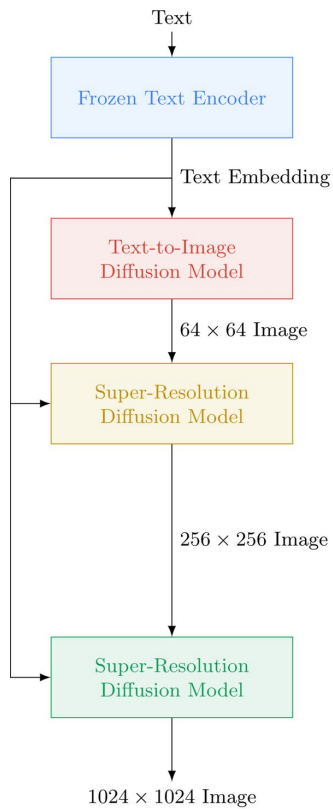 Text
Frozen Text Encoder
Text Embedding
Text-to-Image
Diffusion Model
64 × 64 Image
Super-Resolution
Diffusion Model
256 × 256 Image
Super-Resolution
Diffusion Model
1024 × 1024 Image